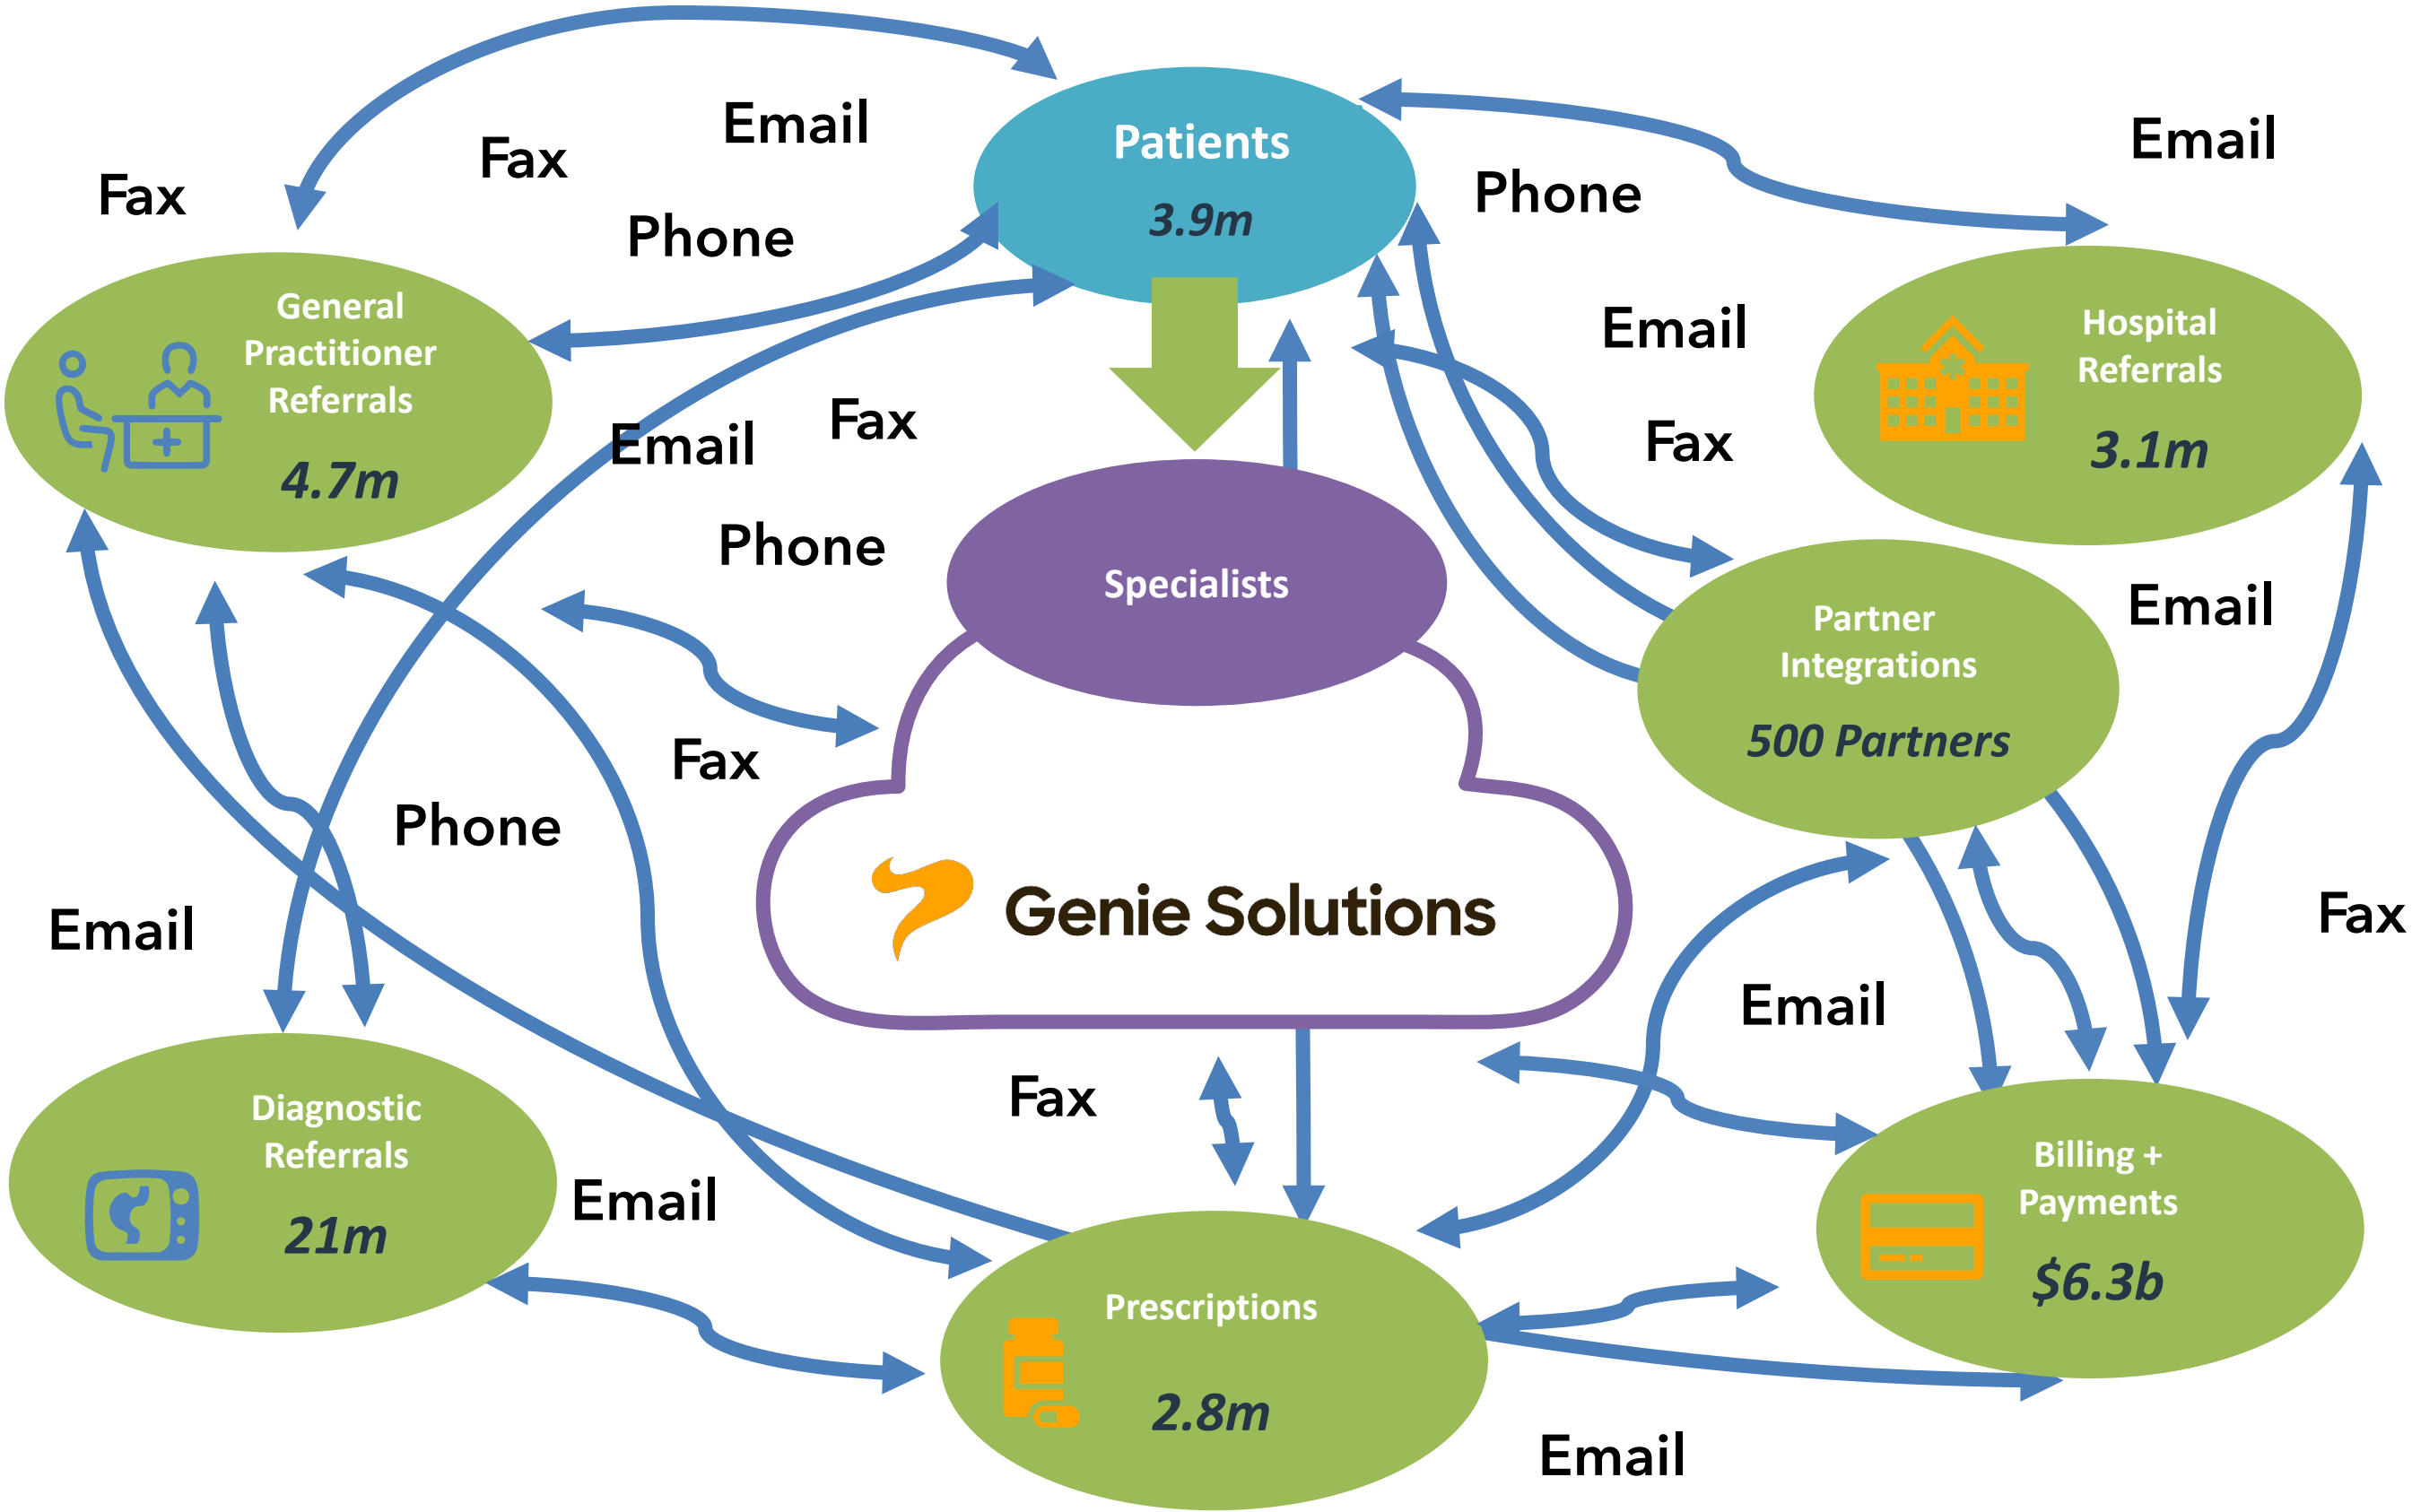 Email
Fax
Email
Patients
3.9m
Phone
Fax
Phone
General
Practitioner
Referrals
4.7m
Email
Fax
Hospital
Referrals
3.1m
Email
Fax
Phone
Specialists
Partner
Integrations
500 Partners
Email
Fax
Phone
Genie Solutions
Email
Fax
Email
Fax
Diagnostic
Referrals
21m
Email
Billing +
Payments
$6.3b
Prescriptions
2.8m
Email